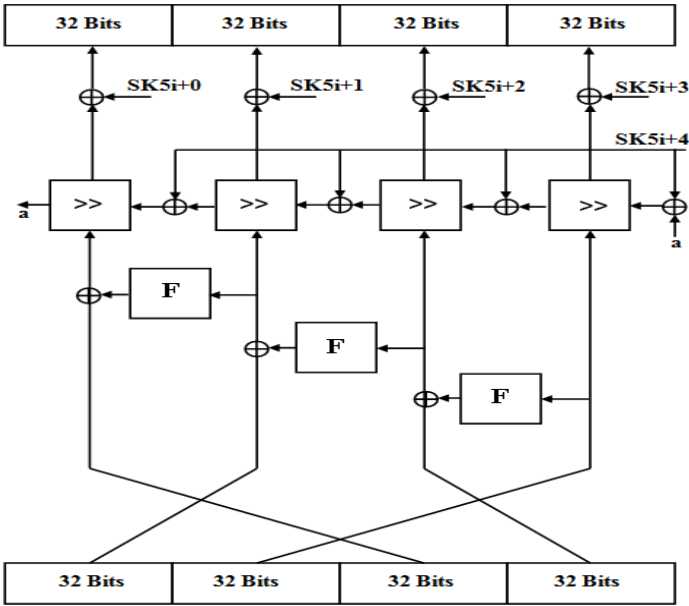 32 Bits 32 Bits 32 Bits 32 Bits
SK5i+0 SK5i+1 SK5i+2 SK5i+3
SK5i+4
>> >> >> >>
a
a
F
F
F
32 Bits 32 Bits 32 Bits 32 Bits